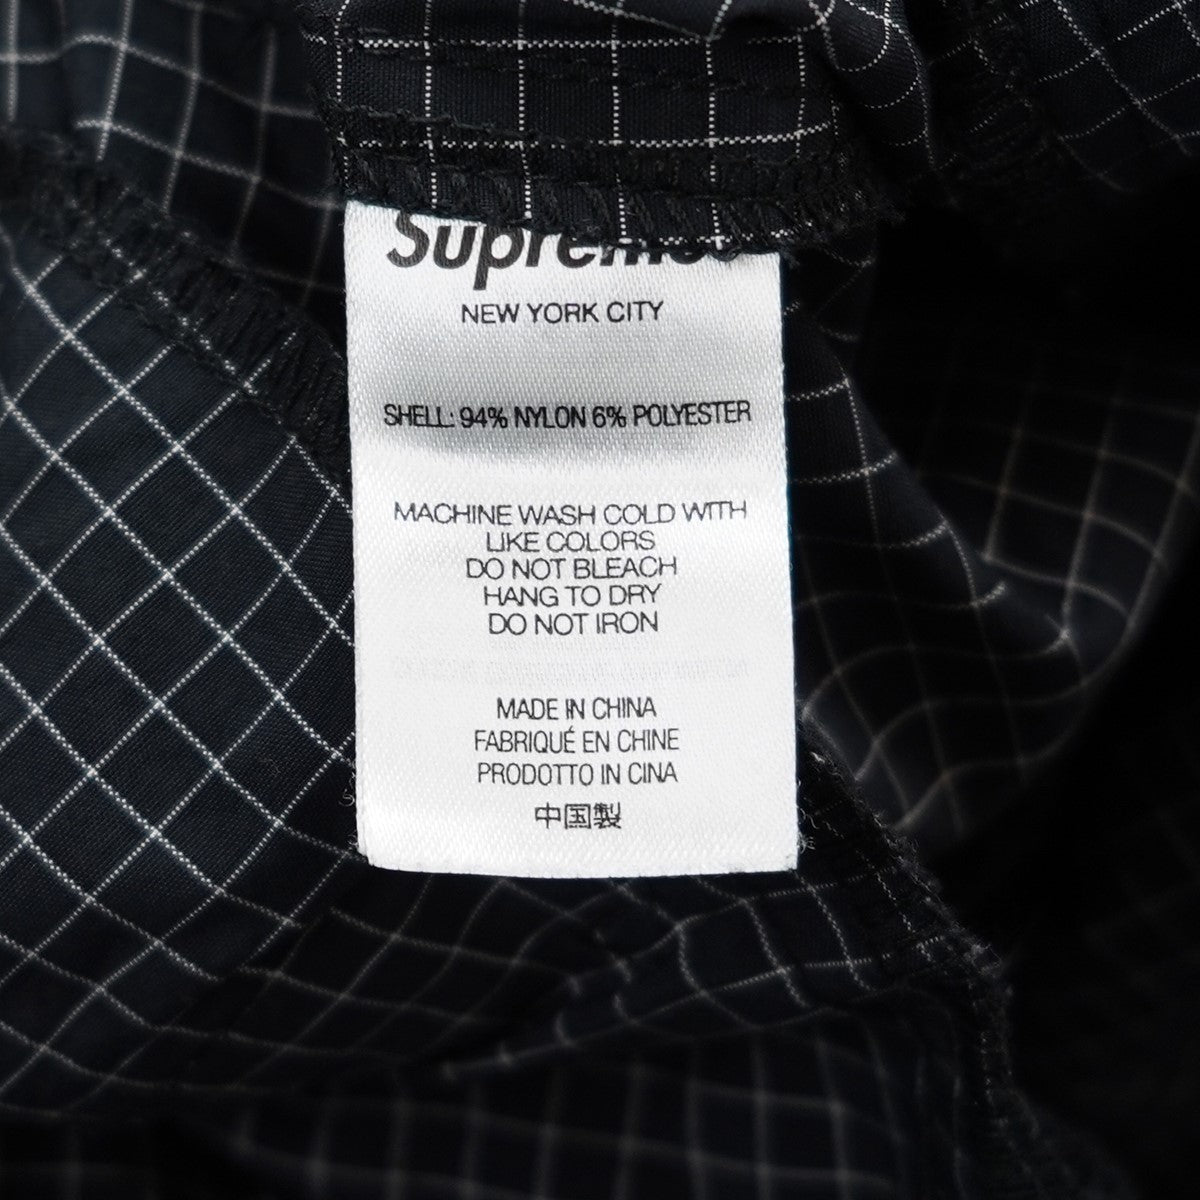 Supreme
NEW YORK CITY
SHELL: 94% NYLON 6% POLYESTER
MACHINE WASH COLD WITH
LIKE COLORS
DO NOT BLEACH
HANG TO DRY
DO NOT IRON
MADE IN CHINA
FABRIQUÉ EN CHINE
PRODOTTO IN CINA
中国製